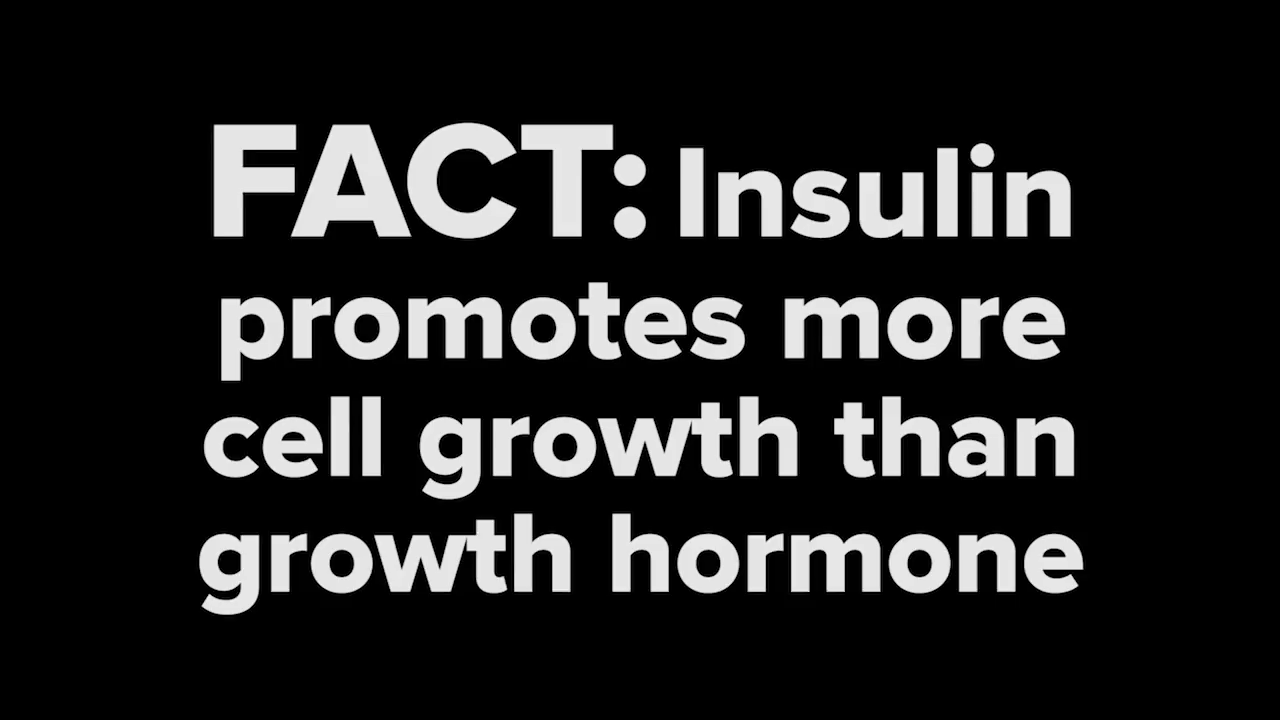 FACT: Insulin
promotes more
cell growth than
growth hormone